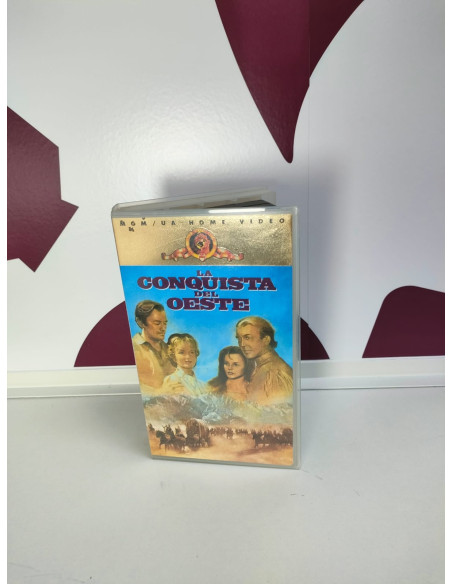 MGM/UA HOME VIDEO
LA
CONQUISTA
DEL
OESTE